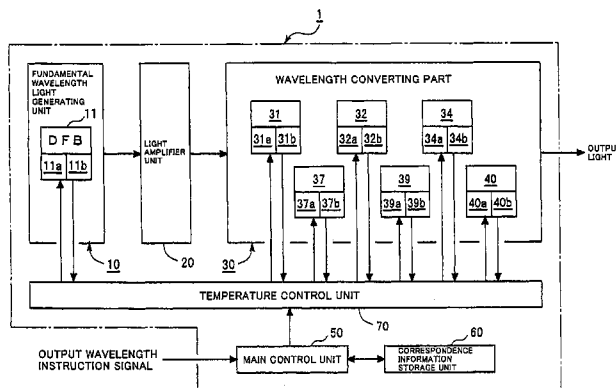 1
FUNDAMENTAL
WAVELENGTH
LIGHT
GENERATING
UNIT
11
D F B
11a 11b
10
LIGHT
AMPLIFIER
UNIT
20
WAVELENGTH CONVERTING PART
31
31a 31b
32
32a 32b
34
34a 34b
37
37a 37b
39
39a 39b
40
40a 40b
30
OUTPUT
LIGHT
TEMPERATURE CONTROL UNIT
70
50
60
OUTPUT WAVELENGTH
INSTRUCTION SIGNAL
MAIN CONTROL UNIT
CORRESPONDENCE
INFORMATION
STORAGE UNIT